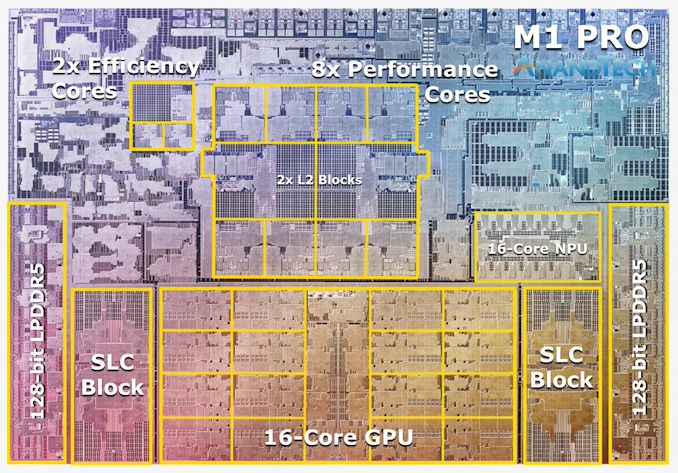 M1 PRO
ANANDTECH
2x Efficiency
Cores
8x Performance
Cores
2x L2 Blocks
16-Core NPU
128-bit LPDDR5
SLC
Block
16-Core GPU
SLC
Block
128-bit LPDDR5